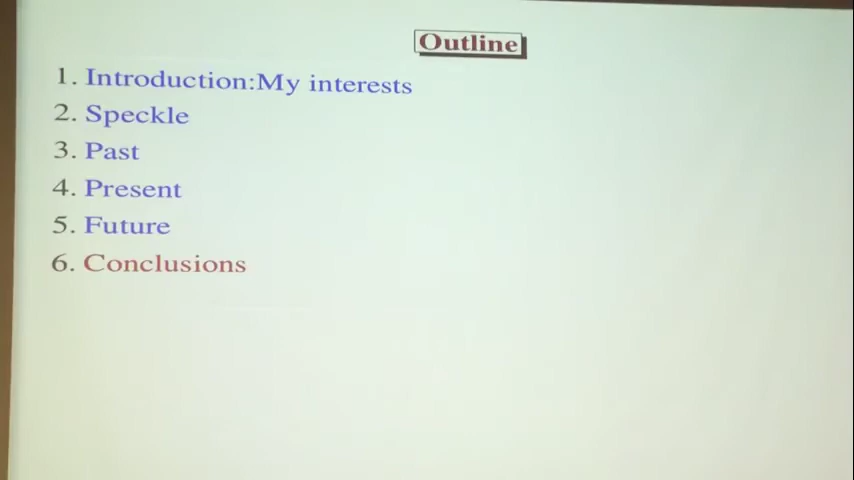 Outline
1. Introduction:My interests
2. Speckle
3. Past
4. Present
5. Future
6. Conclusions